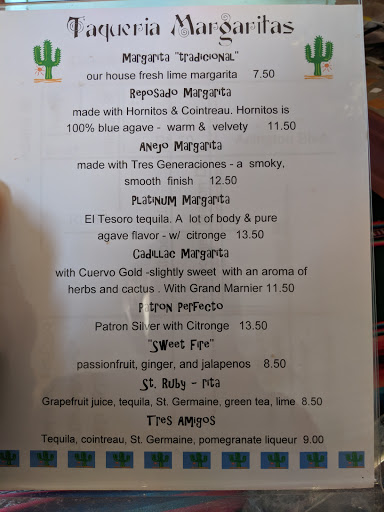 Taqueria Margaritas
Margarita "tradicional"
our house fresh lime margarita 7.50
Reposado Margarita
made with Hornitos & Cointreau. Hornitos is
100% blue agave - warm & velvety 11.50
Anejo Margarita
made with Tres Generaciones - a smoky,
smooth finish 12.50
Platinum Margarita
El Tesoro tequila. A lot of body & pure
agave flavor - w/ citronge 13.50
Cadillac Margarita
with Cuervo Gold -slightly sweet with an aroma of
herbs and cactus . With Grand Marnier 11.50
Patron Perfecto
Patron Silver with Citronge 13.50
"Sweet Fire"
passionfruit, ginger, and jalapenos 8.50
St. Ruby - rita
Grapefruit juice, tequila, St. Germaine, green tea, lime 8.50
Tres Amigos
Tequila, cointreau, St. Germaine, pomegranate liqueur 9.00